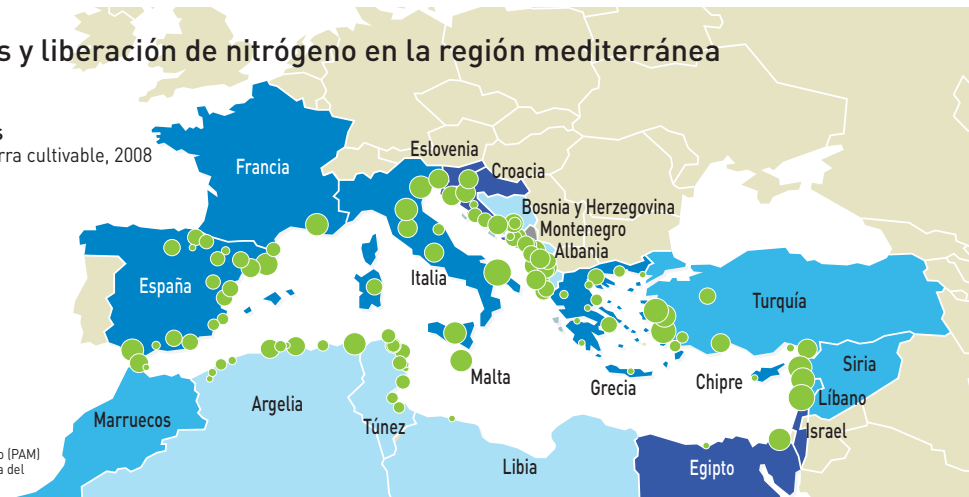 s y liberación de nitrógeno en la región mediterránea
s
rra cultivable, 2008
Francia
Eslovenia
Croacia
Bosnia y Herzegovina
Montenegro
Albania
España
Italia
Turquía
Malta
Grecia
Chipre
Siria
Líbano
Israel
Marruecos
Argelia
Túnez
Libia
Egipto
o (PAM)
a del